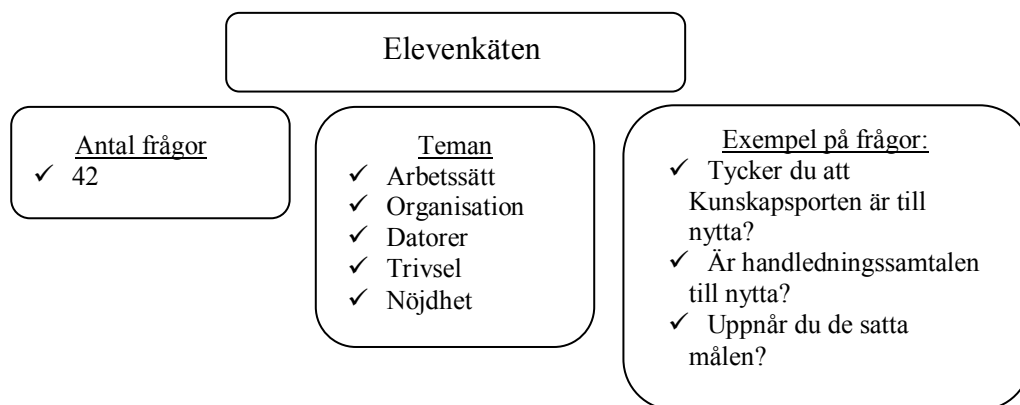 Elevenkäten
Antal frågor
✓ 42
Teman
✓ Arbetssätt
✓ Organisation
✓ Datorer
✓ Trivsel
✓ Nöjdhet
Exempel på frågor:
✓ Tycker du att
Kunskapsporten är till
nytta?
✓ Är handledningssamtalen
till nytta?
✓ Uppnår du de satta
målen?